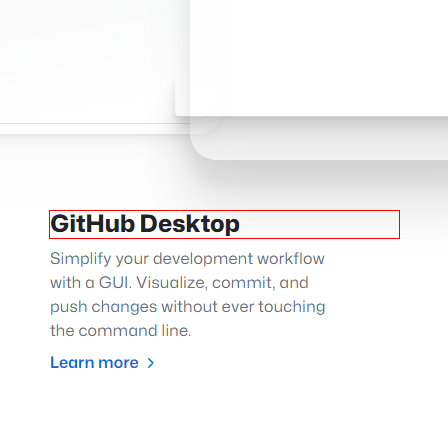 GitHub Desktop
Simplify your development workflow
with a GUI. Visualize, commit, and
push changes without ever touching
the command line.
Learn more